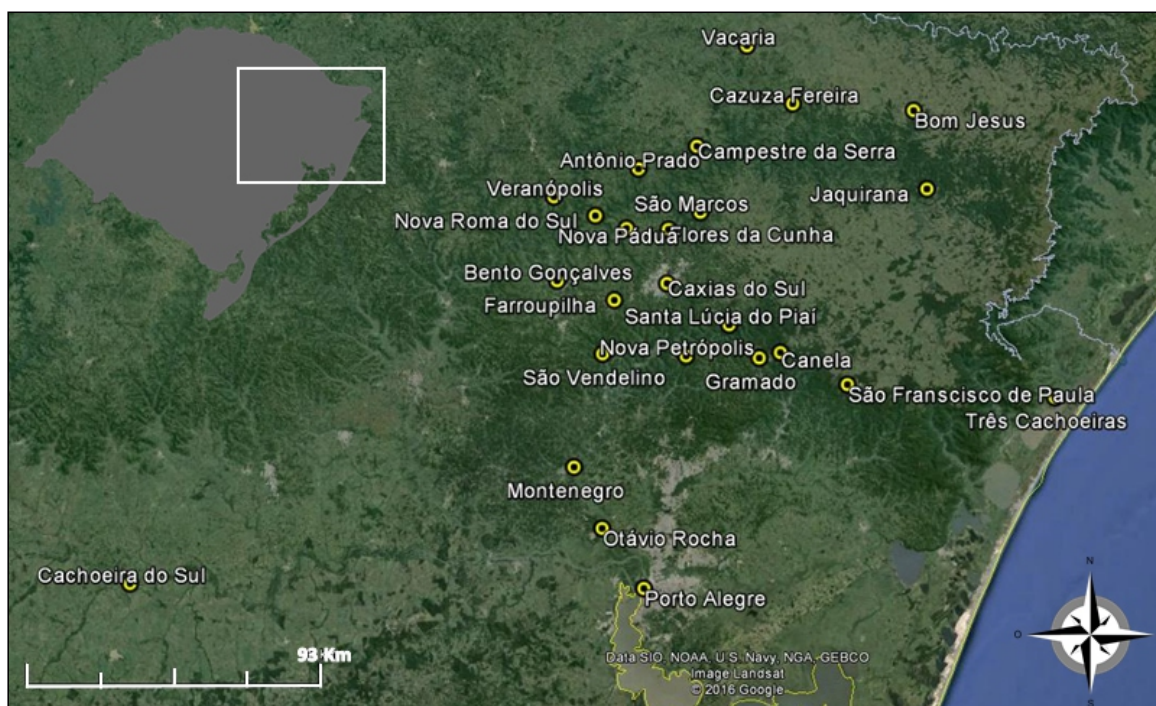 Vacaria
Cazuza Fereira
Bom Jesus
Campestre da Serra
Antônio Prado
Veranópolis
Jaquirana
São Marcos
Nova Roma do Sul
Nova Pádua
Flores da Cunha
Bento Gonçalves
Caxias do Sul
Farroupilha
Santa Lúcia do Piaí
Nova Petrópolis
Canela
São Vendelino
Gramado
São Franscisco de Paula
Três Cachoeiras
Montenegro
Otávio Rocha
Cachoeira do Sul
Porto Alegre
N
O
S
93 Km
Data SIO, NOAA, U.S. Navy, NGA, GEBCO
Image Landsat
© 2016 Google